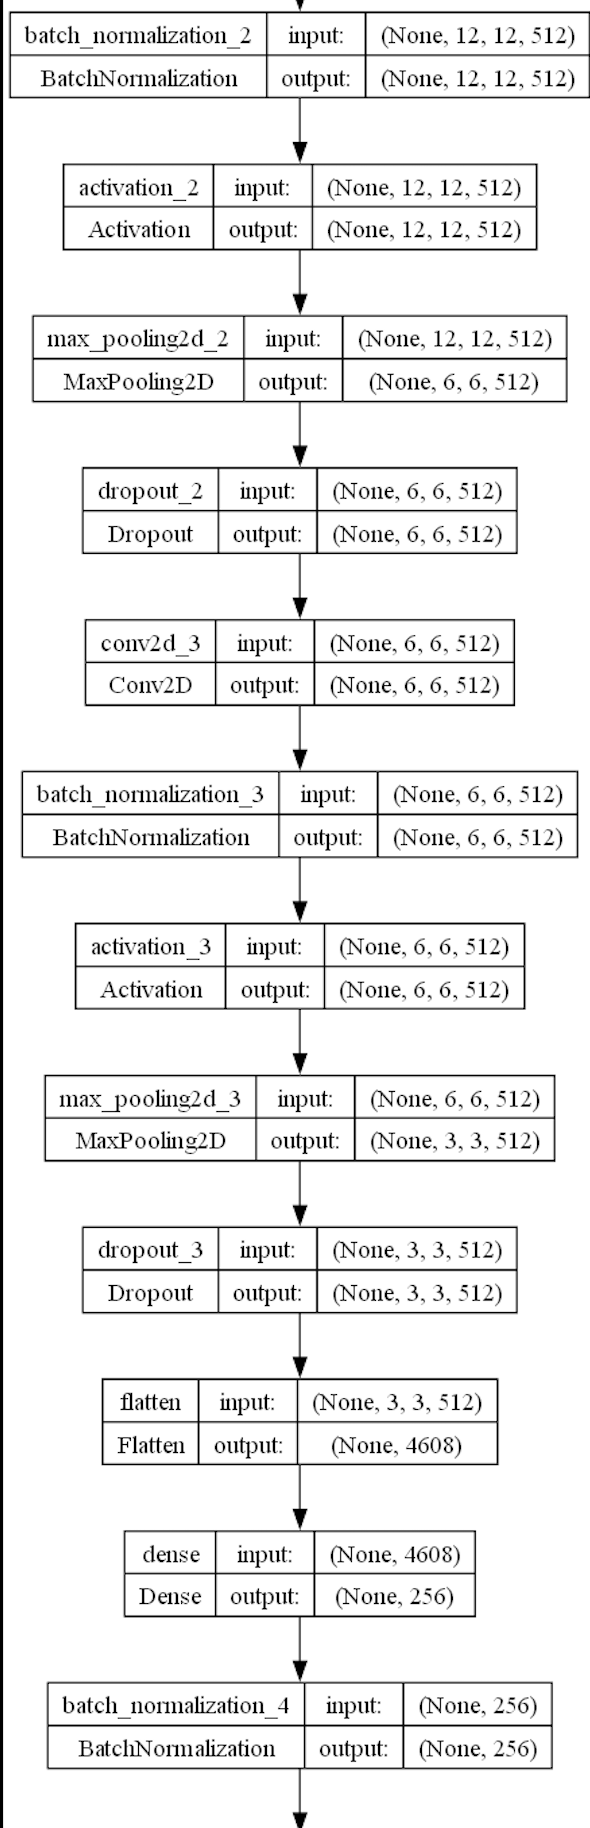 batch_normalization_2 input: (None, 12, 12, 512)
BatchNormalization output: (None, 12, 12, 512)
activation_2 input: (None, 12, 12, 512)
Activation output: (None, 12, 12, 512)
max_pooling2d_2 input: (None, 12, 12, 512)
MaxPooling2D output: (None, 6, 6, 512)
dropout_2 input: (None, 6, 6, 512)
Dropout output: (None, 6, 6, 512)
conv2d_3 input: (None, 6, 6, 512)
Conv2D output: (None, 6, 6, 512)
batch_normalization_3 input: (None, 6, 6, 512)
BatchNormalization output: (None, 6, 6, 512)
activation_3 input: (None, 6, 6, 512)
Activation output: (None, 6, 6, 512)
max_pooling2d_3 input: (None, 6, 6, 512)
MaxPooling2D output: (None, 3, 3, 512)
dropout_3 input: (None, 3, 3, 512)
Dropout output: (None, 3, 3, 512)
flatten input: (None, 3, 3, 512)
Flatten output: (None, 4608)
dense input: (None, 4608)
Dense output: (None, 256)
batch_normalization_4 input: (None, 256)
BatchNormalization output: (None, 256)